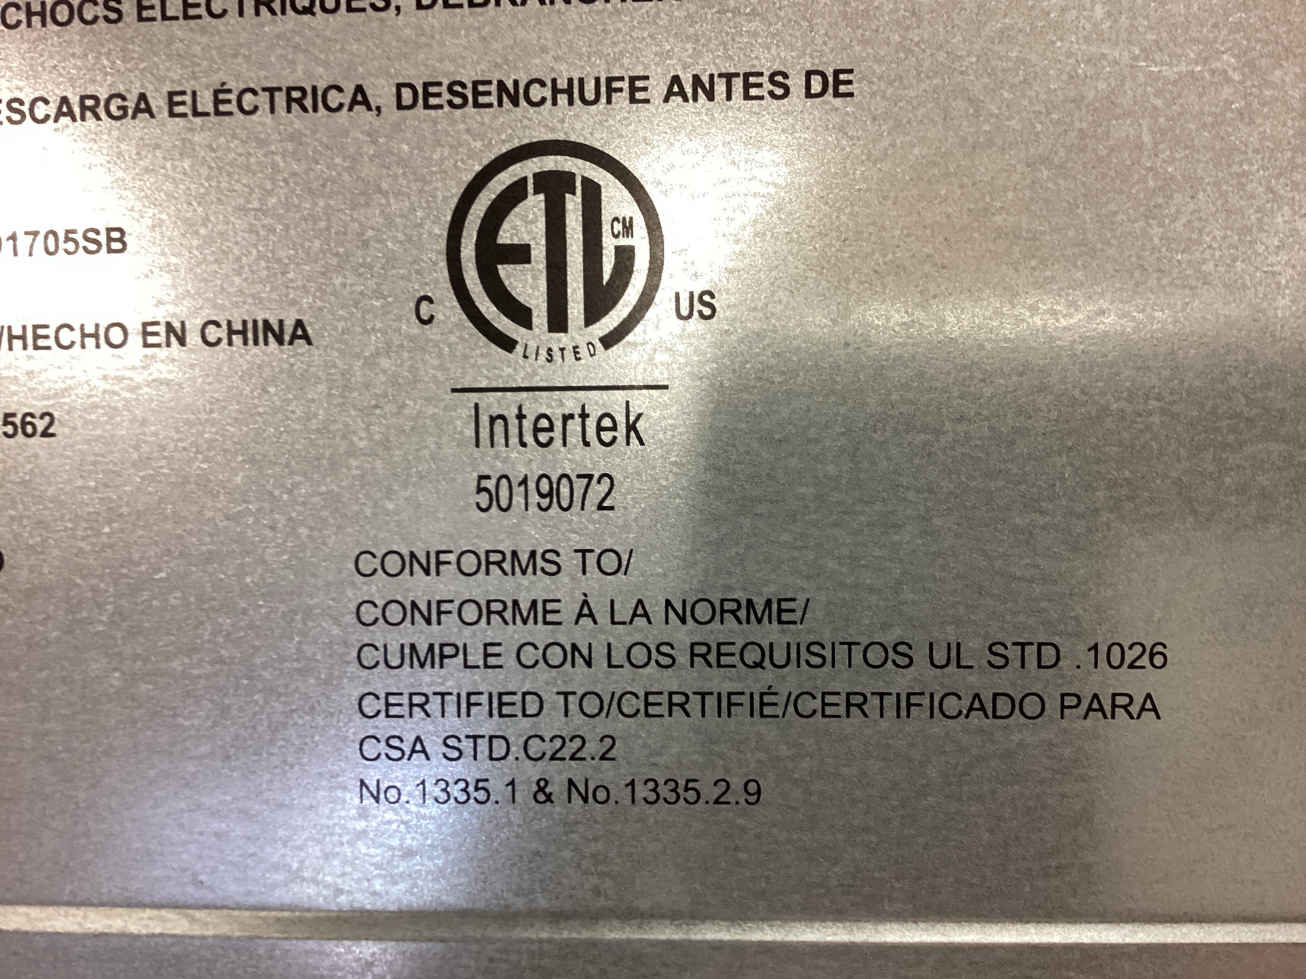 CHOCS ÉLECTRIQUES,
ESCARGA ELÉCTRICA, DESENCHUFE ANTES DE
1705SB
/HECHO EN CHINA
562
ETL CM
C US
LISTED
Intertek
5019072
CONFORMS TO/
CONFORME À LA NORME/
CUMPLE CON LOS REQUISITOS UL STD .1026
CERTIFIED TO/CERTIFIÉ/CERTIFICADO PARA
CSA STD.C22.2
No.1335.1 & No.1335.2.9